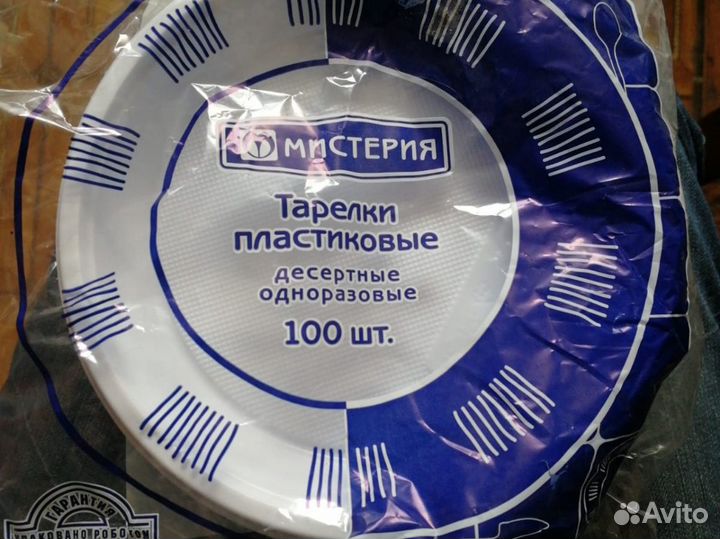 МИСТЕРИЯ
Тарелки
пластиковые
десертные
одноразовые
100 шт.
ГАРАНТИЯ
УПАКОВАНО РОБОТОМ
Avito